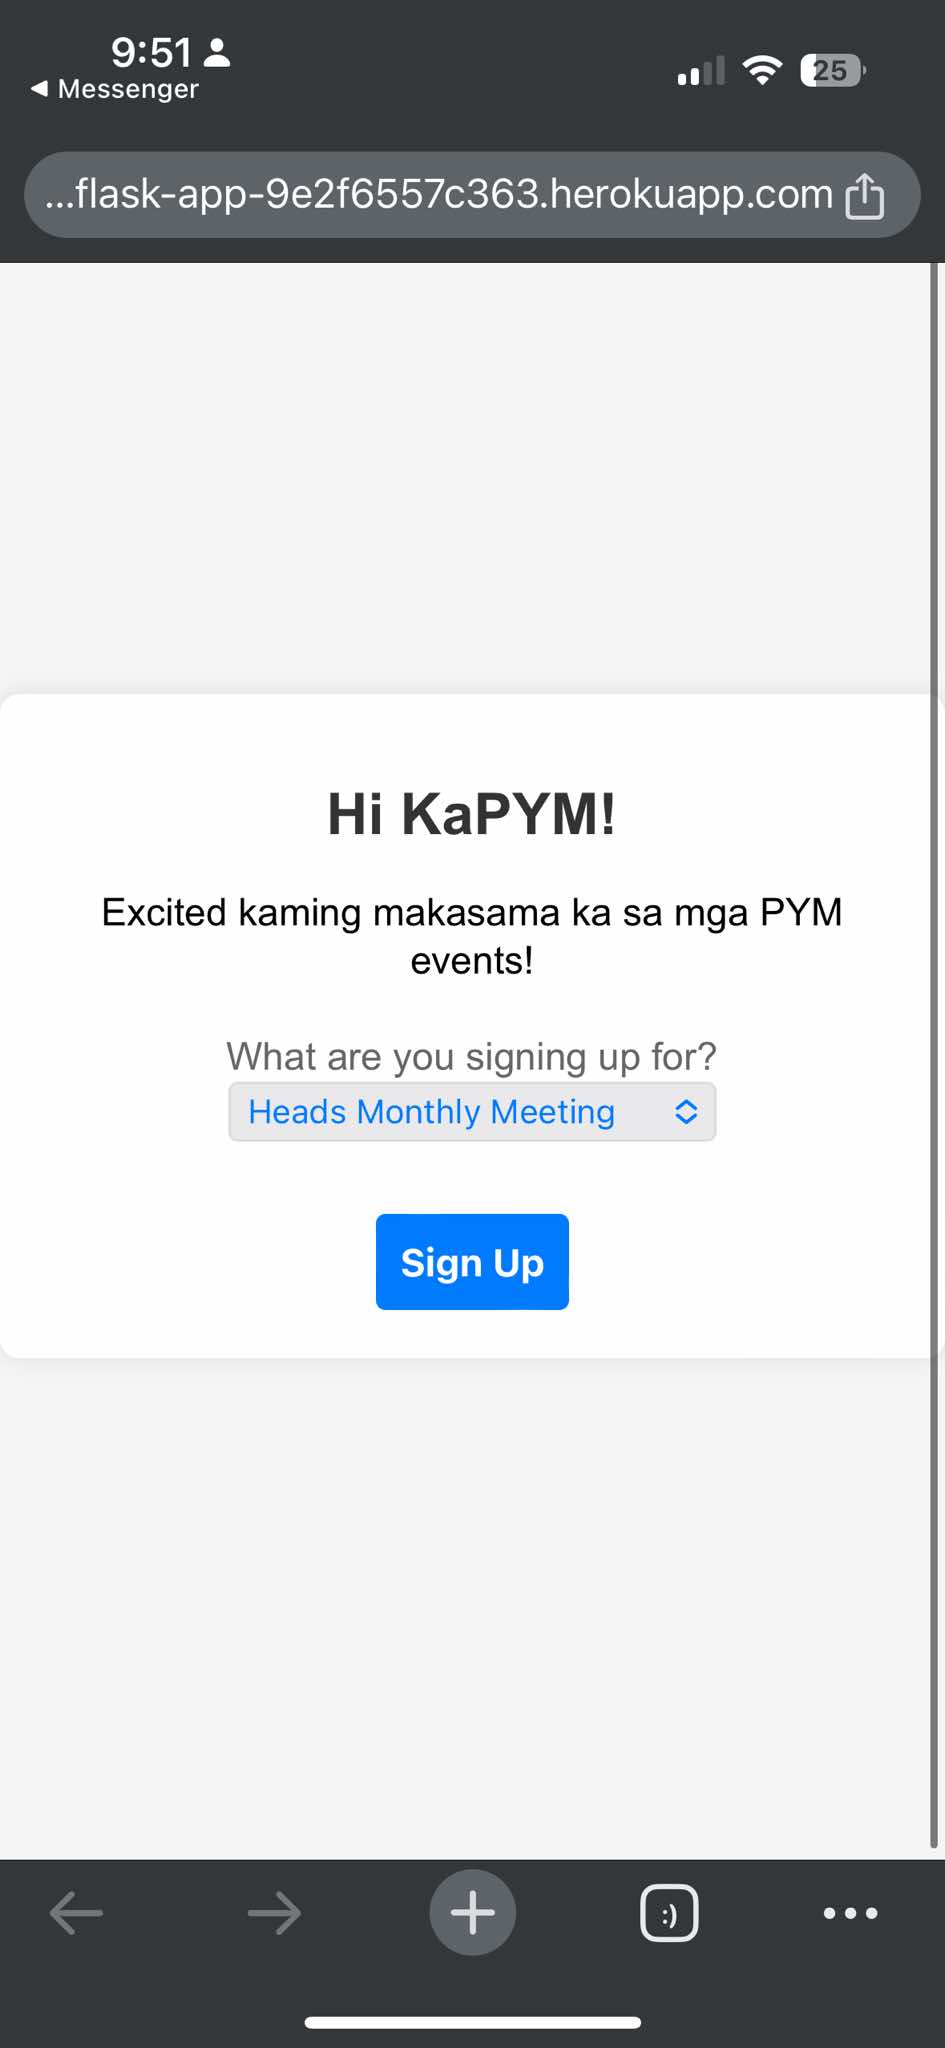 9:51
Messenger
25
...flask-app-9e2f6557c363.herokuapp.com
Hi KaPYM!
Excited kaming makasama ka sa mga PYM
events!
What are you signing up for?
Heads Monthly Meeting
Sign Up
:)